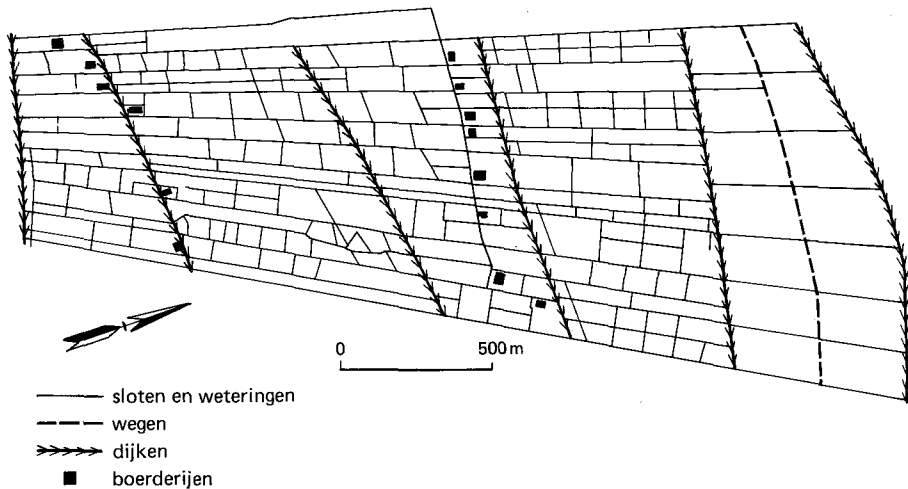 0 500 m
sloten en weteringen
wegen
dijken
boerderijen